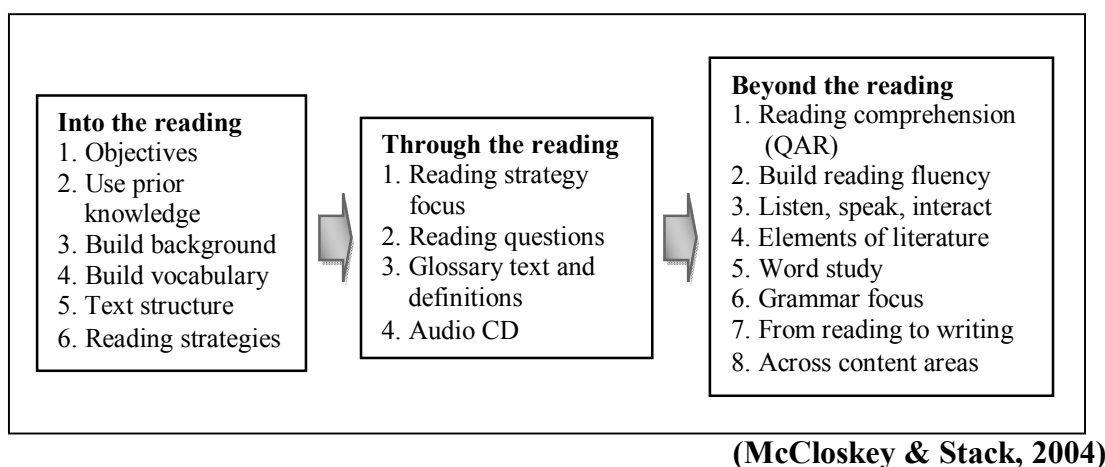 Into the reading
1. Objectives
2. Use prior
knowledge
3. Build background
4. Build vocabulary
5. Text structure
6. Reading strategies
Through the reading
1. Reading strategy
focus
2. Reading questions
3. Glossary text and
definitions
4. Audio CD
Beyond the reading
1. Reading comprehension
(QAR)
2. Build reading fluency
3. Listen, speak, interact
4. Elements of literature
5. Word study
6. Grammar focus
7. From reading to writing
8. Across content areas
(McCloskey & Stack, 2004)